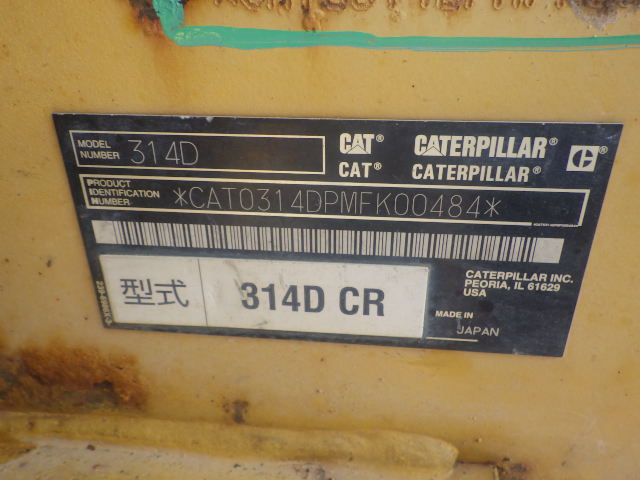 MODEL NUMBER 314D
CAT® CATERPILLAR® C
CAT® CATERPILLAR®
PRODUCT IDENTIFICATION NUMBER *CAT0314DPMFK00484*
型式 314D CR
CATERPILLAR INC.
PEORIA, IL 61629
USA
MADE IN JAPAN